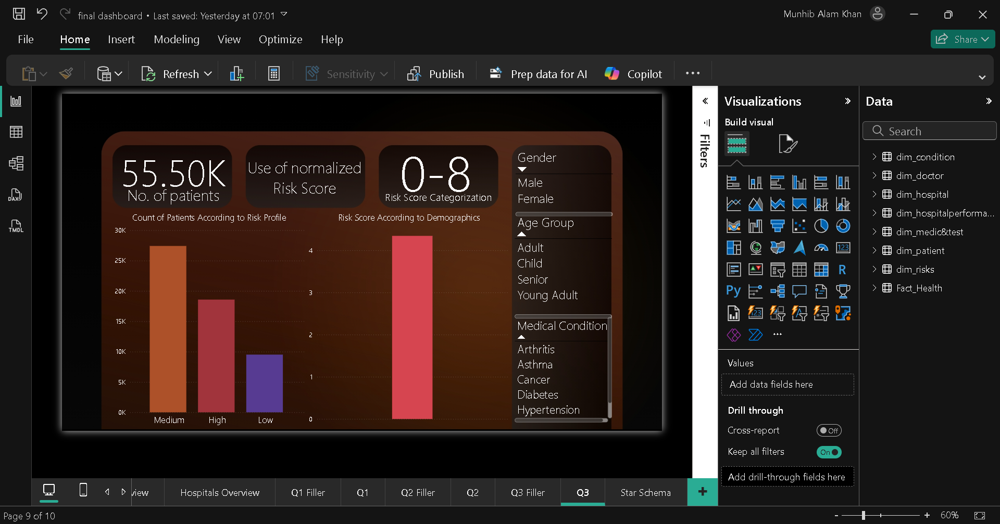 final dashboard • Last saved: Yesterday at 07:01
Munhib Alam Khan
File
Home
Insert
Modeling
View
Optimize
Help
Share
Refresh
Sensitivity
Publish
Prep data for AI
Copilot
55.50K
No. of patients
Use of normalized
Risk Score
0-8
Risk Score Categorization
Count of Patients According to Risk Profile
30K
25K
20K
15K
10K
5K
0K
Medium
High
Low
Risk Score According to Demographics
4
3
2
1
0
Gender
Male
Female
Age Group
Adult
Child
Senior
Young Adult
Medical Condition
Arthritis
Asthma
Cancer
Diabetes
Hypertension
DAX
TMDL
Filters
Visualizations
Build visual
123
R
Py
123
Values
Add data fields here
Drill through
Cross-report
Off
Keep all filters
On
Add drill-through fields here
Data
Search
dim_condition
dim_doctor
dim_hospital
dim_hospitalperforma...
dim_medic&test
dim_patient
dim_risks
Fact_Health
view
Hospitals Overview
Q1 Filler
Q1
Q2 Filler
Q2
Q3 Filler
Q3
Star Schema
+
Page 9 of 10
- + 60%